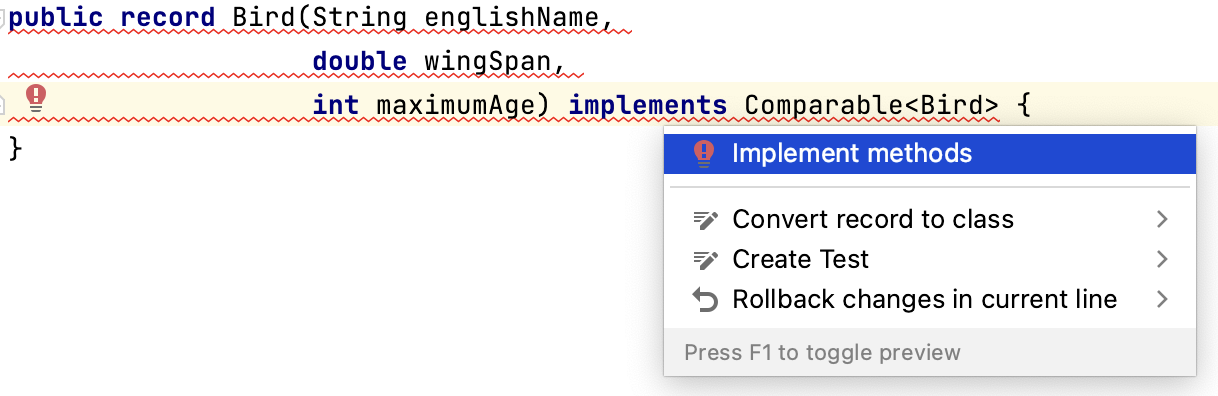 public record Bird(String englishName,
double wingSpan,
int maximumAge) implements Comparable<Bird> {
}
Implement methods
Convert record to class
Create Test
Rollback changes in current line
Press F1 to toggle preview